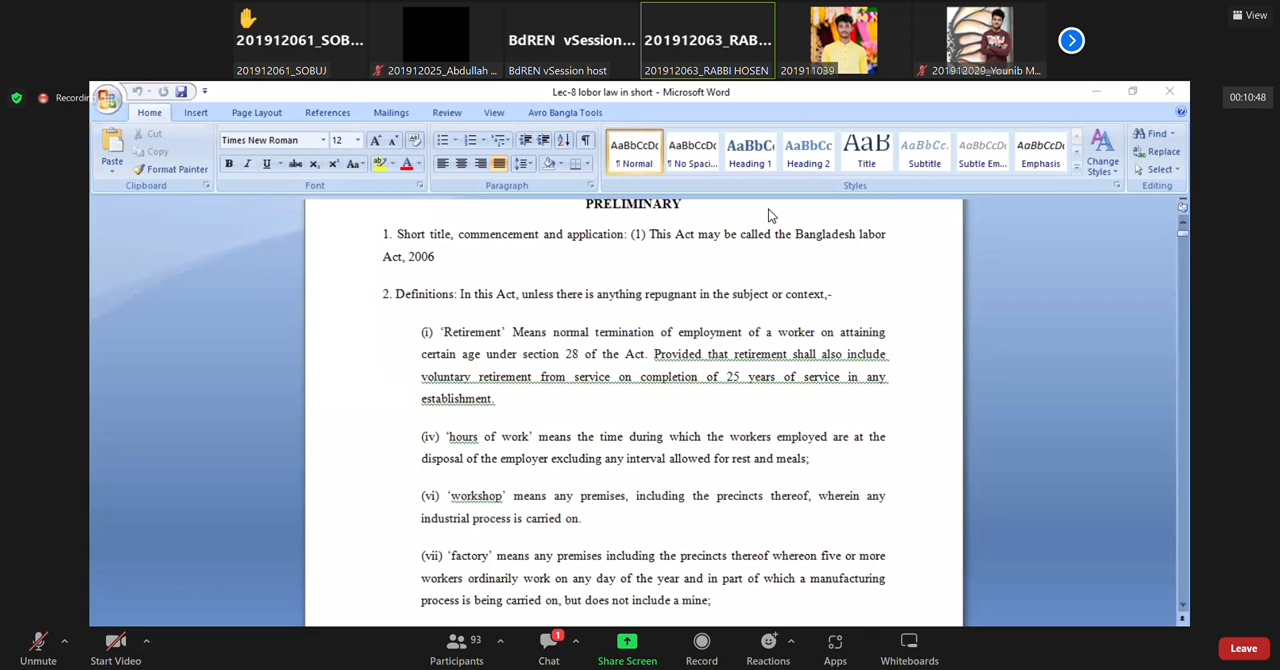 View
201912061_SOB...
BdREN vSession...
201912063_RAB...
201912061_SOBUJ
201912025_Abdullah ...
BdREN vSession host
201912063_RABBI HOSEN
201911039
201912029_Younib M...
Recording
Lec-8 lobor law in short - Microsoft Word
00:10:48
Home Insert Page Layout References Mailings Review View Avro Bangla Tools
Paste
Cut
Copy
Format Painter
Clipboard
Times New Roman 12
Font
Paragraph
AaBbCcDc AaBbCcDc AaBbC AaBbCc AaB AaBbCc. AaBbCcDc AaBbCcDc
¶ Normal ¶ No Spaci... Heading 1 Heading 2 Title Subtitle Subtle Em... Emphasis
Styles
Change
Styles
Find
Replace
Select
Editing
PRELIMINARY
1. Short title, commencement and application: (1) This Act may be called the Bangladesh labor
Act, 2006
2. Definitions: In this Act, unless there is anything repugnant in the subject or context,-
(i) ‘Retirement’ Means normal termination of employment of a worker on attaining
certain age under section 28 of the Act. Provided that retirement shall also include
voluntary retirement from service on completion of 25 years of service in any
establishment.
(iv) ‘hours of work’ means the time during which the workers employed are at the
disposal of the employer excluding any interval allowed for rest and meals;
(vi) ‘workshop’ means any premises, including the precincts thereof, wherein any
industrial process is carried on.
(vii) ‘factory’ means any premises including the precincts thereof whereon five or more
workers ordinarily work on any day of the year and in part of which a manufacturing
process is being carried on, but does not include a mine;
Unmute
Start Video
93
Participants
1
Chat
Share Screen
Record
Reactions
Apps
Whiteboards
Leave